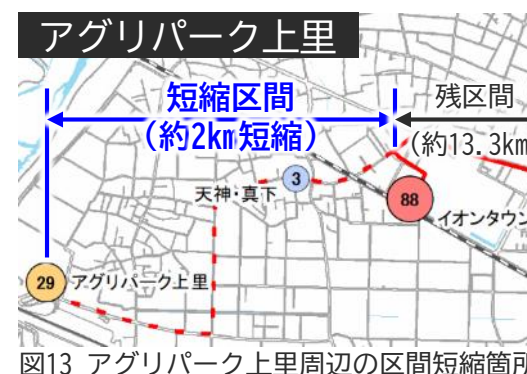 アグリパーク上里
短縮区間
(約2㎞短縮)
残区間
(約13.3km
3
天神・真下
88
イオンタウン
29
アグリパーク上里
図13 アグリパーク上里周辺の区間短縮箇所